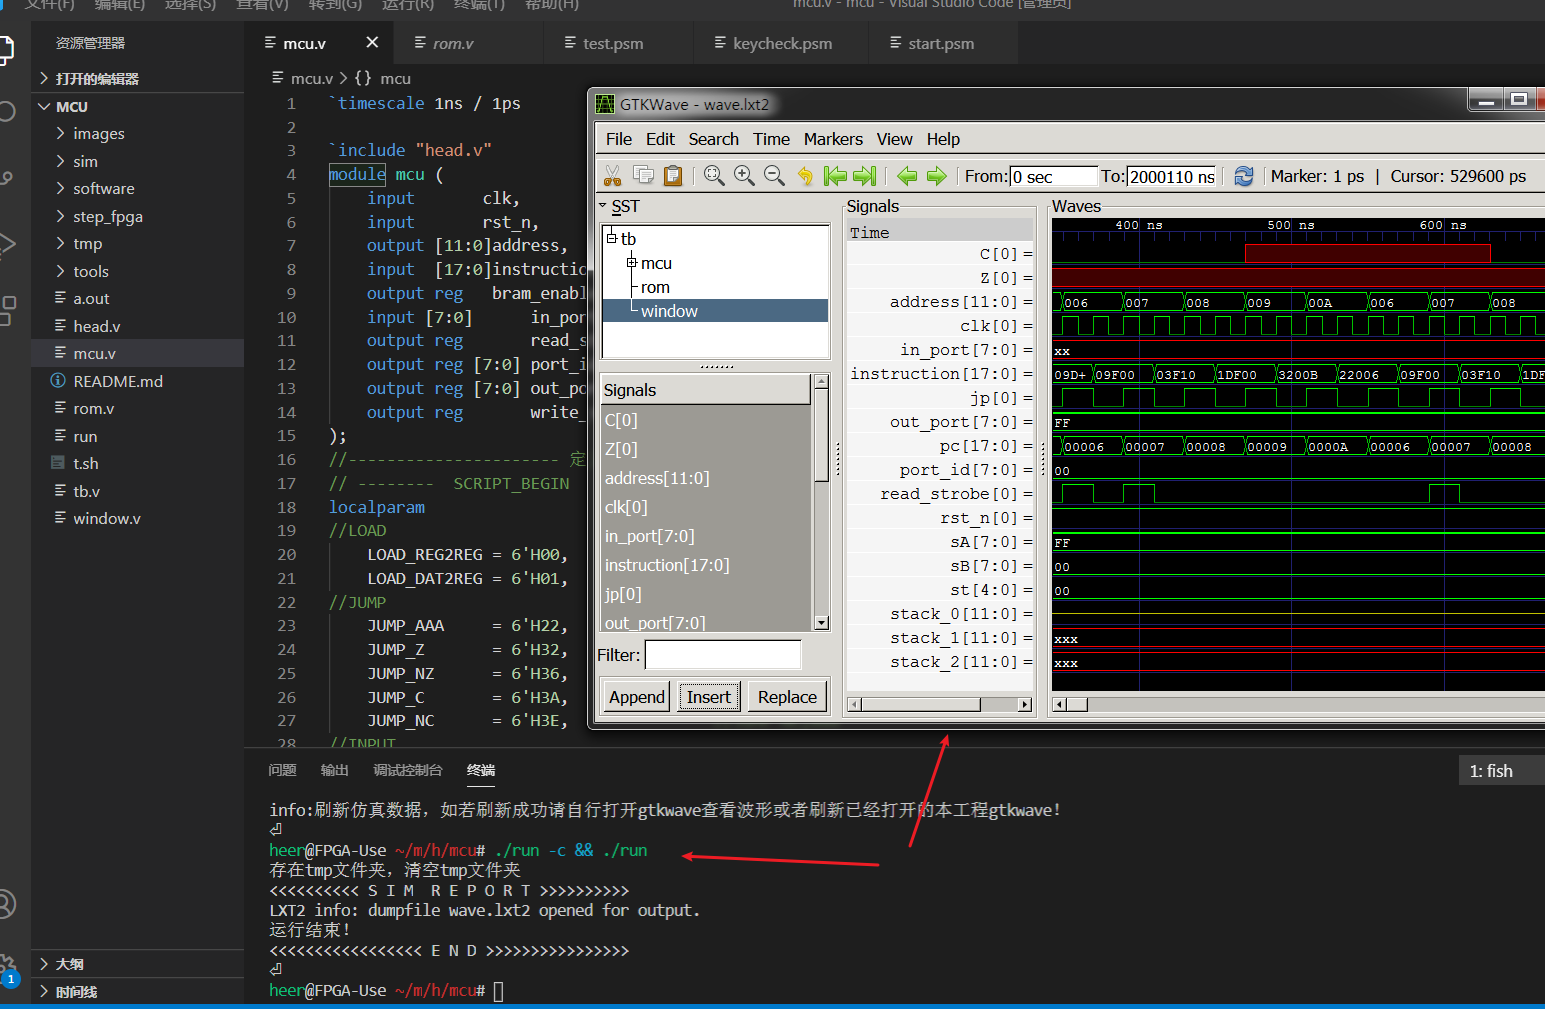 文件(F) 编辑(E) 选择(S) 查看(V) 转到(G) 运行(R) 终端(T) 帮助(H)
mcu.v - mcu - Visual Studio Code [管理员]
资源管理器
打开的编辑器
MCU
images
sim
software
step_fpga
tmp
tools
a.out
head.v
mcu.v
README.md
rom.v
run
t.sh
tb.v
window.v
大纲
时间线
1
mcu.v
rom.v
test.psm
keycheck.psm
start.psm
mcu.v > {} mcu
1 `timescale 1ns / 1ps
2
3 `include "head.v"
4 module mcu (
5 input clk,
6 input rst_n,
7 output [11:0]address,
8 input [17:0]instructio
9 output reg bram_enabl
10 input [7:0] in_por
11 output reg read_s
12 output reg [7:0] port_i
13 output reg [7:0] out_po
14 output reg write_
15 );
16 //---------------------- 定
17 // -------- SCRIPT_BEGIN
18 localparam
19 //LOAD
20 LOAD_REG2REG = 6'H00,
21 LOAD_DAT2REG = 6'H01,
22 //JUMP
23 JUMP_AAA = 6'H22,
24 JUMP_Z = 6'H32,
25 JUMP_NZ = 6'H36,
26 JUMP_C = 6'H3A,
27 JUMP_NC = 6'H3E,
28 //INPUT
GTKWave - wave.lxt2
File Edit Search Time Markers View Help
From: 0 sec To: 2000110 ns Marker: 1 ps | Cursor: 529600 ps
SST
tb
mcu
rom
window
Signals
C[0]
Z[0]
address[11:0]
clk[0]
in_port[7:0]
instruction[17:0]
jp[0]
out_port[7:0]
Filter:
Append Insert Replace
Signals
Time
C[0] =
Z[0] =
address[11:0] =
clk[0] =
in_port[7:0] =
instruction[17:0] =
jp[0] =
out_port[7:0] =
pc[17:0] =
port_id[7:0] =
read_strobe[0] =
rst_n[0] =
sA[7:0] =
sB[7:0] =
st[4:0] =
stack_0[11:0] =
stack_1[11:0] =
stack_2[11:0] =
Waves
400 ns 500 ns 600 ns
006 007 008 009 00A 006 007 008
xx
09D+ 09F00 03F10 1DF00 3200B 22006 09F00 03F10 1DF
FF
00006 00007 00008 00009 0000A 00006 00007 00008
00
FF
00
00
xxx
xxx
问题 输出 调试控制台 终端
1: fish
info:刷新仿真数据，如若刷新成功请自行打开gtkwave查看波形或者刷新已经打开的本工程gtkwave!
⏎
heer@FPGA-Use ~/m/h/mcu# ./run -c && ./run
存在tmp文件夹，清空tmp文件夹
<<<<<<<<<< S I M R E P O R T >>>>>>>>>>
LXT2 info: dumpfile wave.lxt2 opened for output.
运行结束!
<<<<<<<<<<<<<<<<< E N D >>>>>>>>>>>>>>>>
⏎
heer@FPGA-Use ~/m/h/mcu#